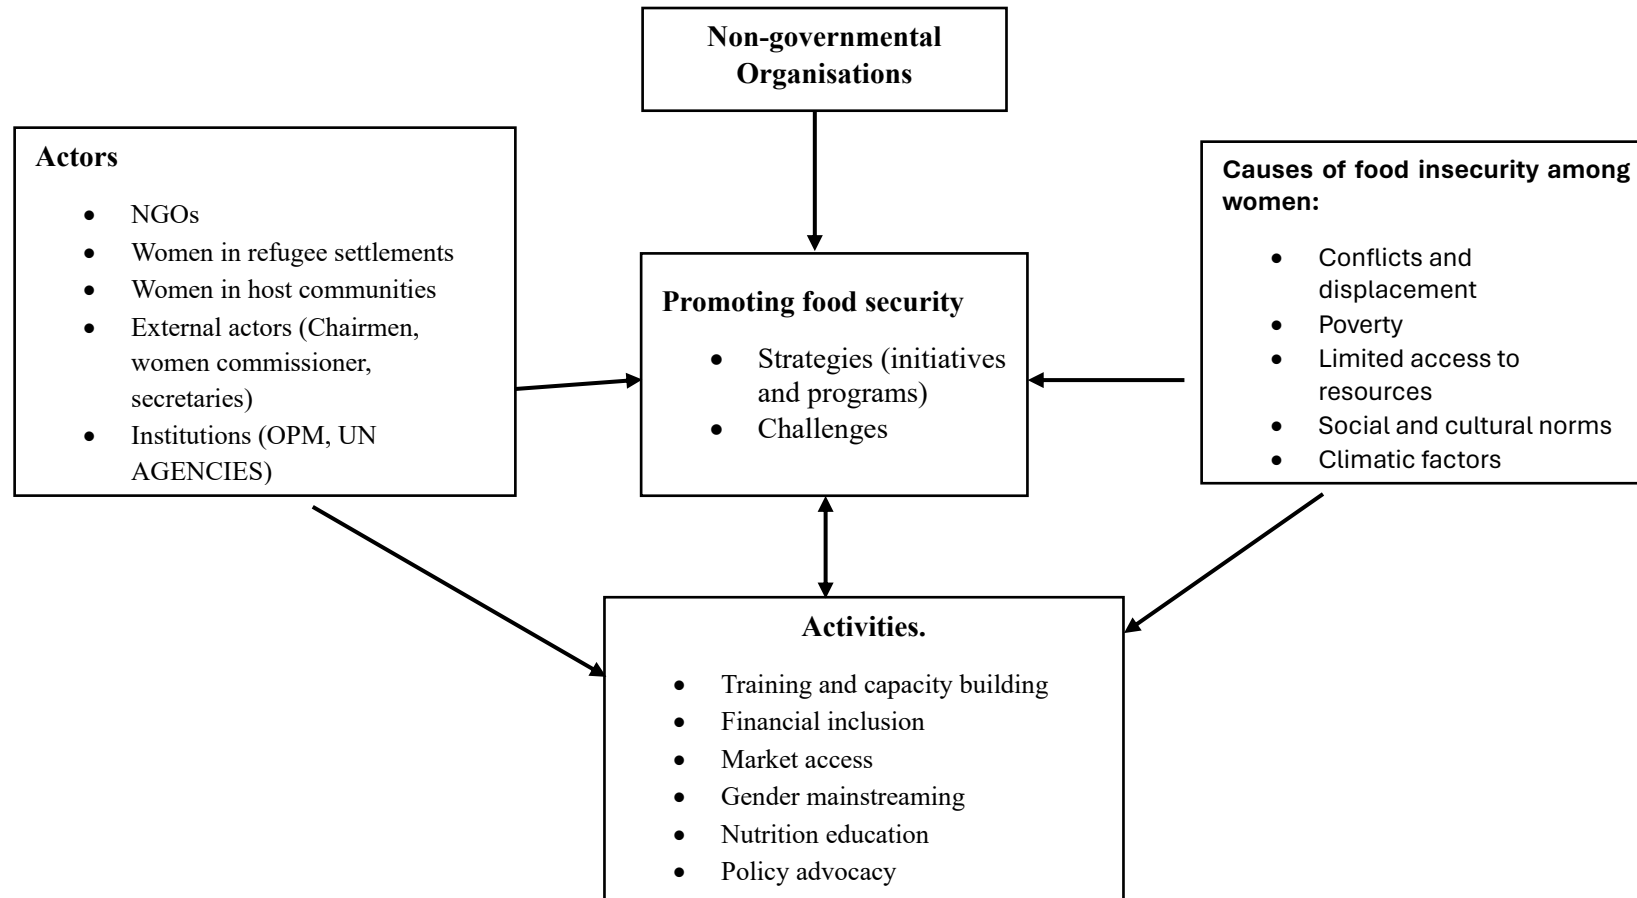 Non-governmental
Organisations
Actors
• NGOs
• Women in refugee settlements
• Women in host communities
• External actors (Chairmen,
women commissioner,
secretaries)
• Institutions (OPM, UN
AGENCIES)
Promoting food security
• Strategies (initiatives
and programs)
• Challenges
Causes of food insecurity among
women:
• Conflicts and
displacement
• Poverty
• Limited access to
resources
• Social and cultural norms
• Climatic factors
Activities.
• Training and capacity building
• Financial inclusion
• Market access
• Gender mainstreaming
• Nutrition education
• Policy advocacy